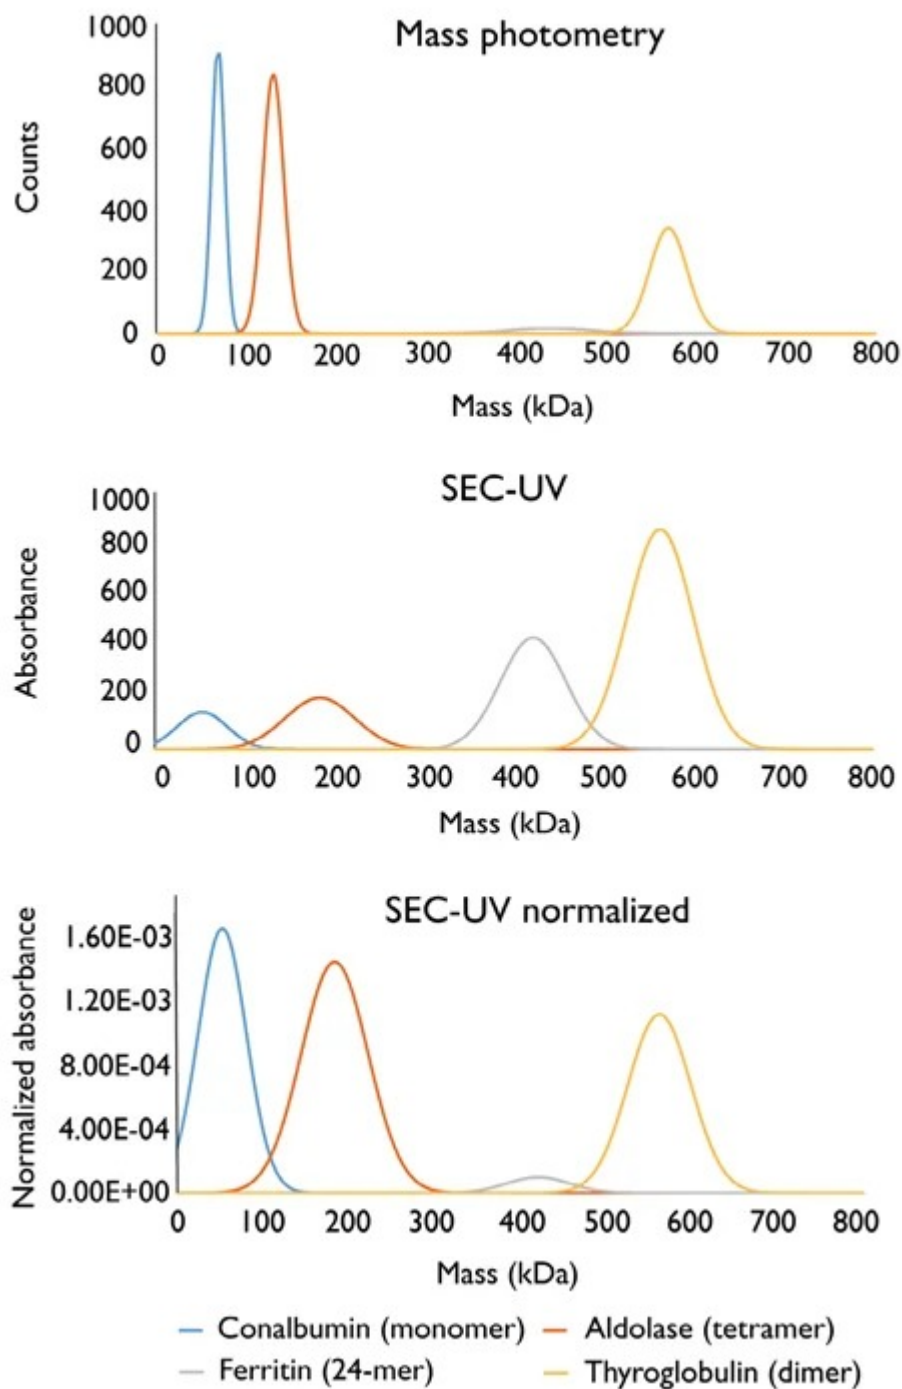 Mass photometry
Counts
1000
800
600
400
200
0
0 100 200 300 400 500 600 700 800
Mass (kDa)
SEC-UV
Absorbance
1000
800
600
400
200
0
0 100 200 300 400 500 600 700 800
Mass (kDa)
SEC-UV normalized
Normalized absorbance
1.60E-03
1.20E-03
8.00E-04
4.00E-04
0.00E+00
0 100 200 300 400 500 600 700 800
Mass (kDa)
Conalbumin (monomer) Aldolase (tetramer)
Ferritin (24-mer) Thyroglobulin (dimer)